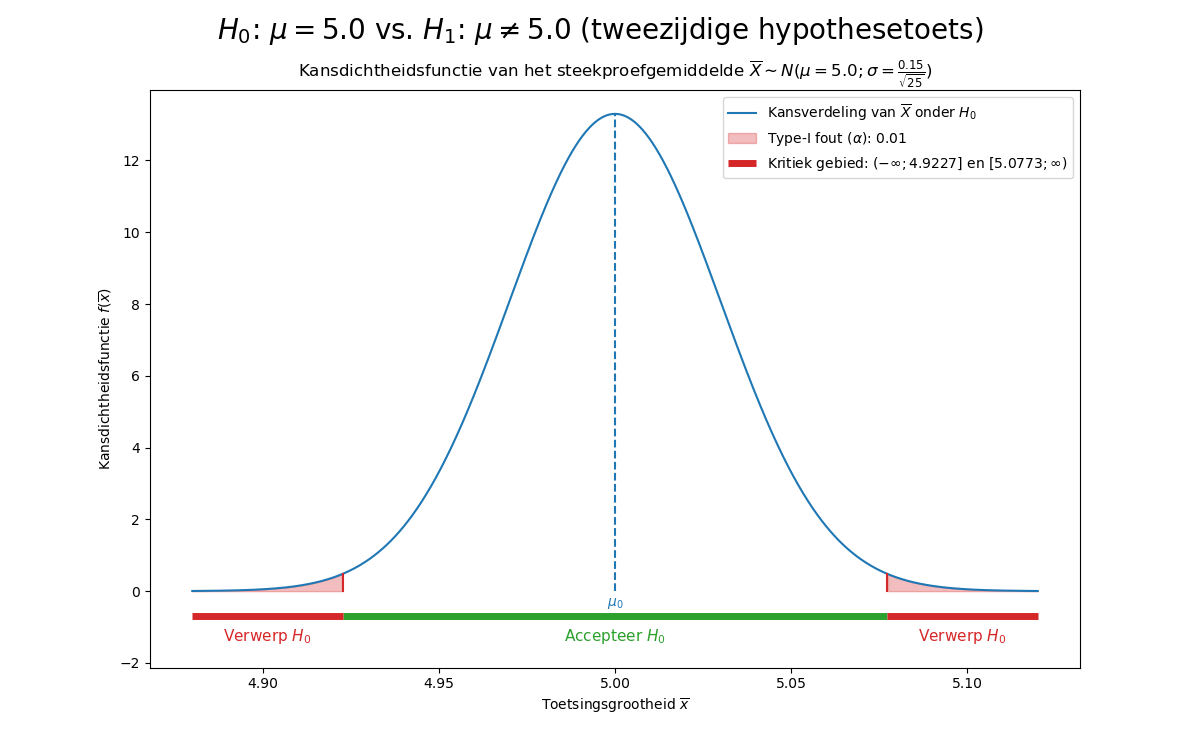 H₀: μ = 5.0 vs. H₁: μ ≠ 5.0 (tweezijdige hypothesetoets)
Kansdichtheidsfunctie van het steekproefgemiddelde X̅ ~ N(μ = 5.0; σ = 0.15/√25)
Kansverdeling van X̅ onder H₀
Type-I fout (α): 0.01
Kritiek gebied: (−∞; 4.9227] en [5.0773; ∞)
Kansdichtheidsfunctie f(x̅)
12
10
8
6
4
2
0
−2
μ₀
Verwerp H₀
Accepteer H₀
Verwerp H₀
4.90
4.95
5.00
5.05
5.10
Toetsingsgrootheid x̅